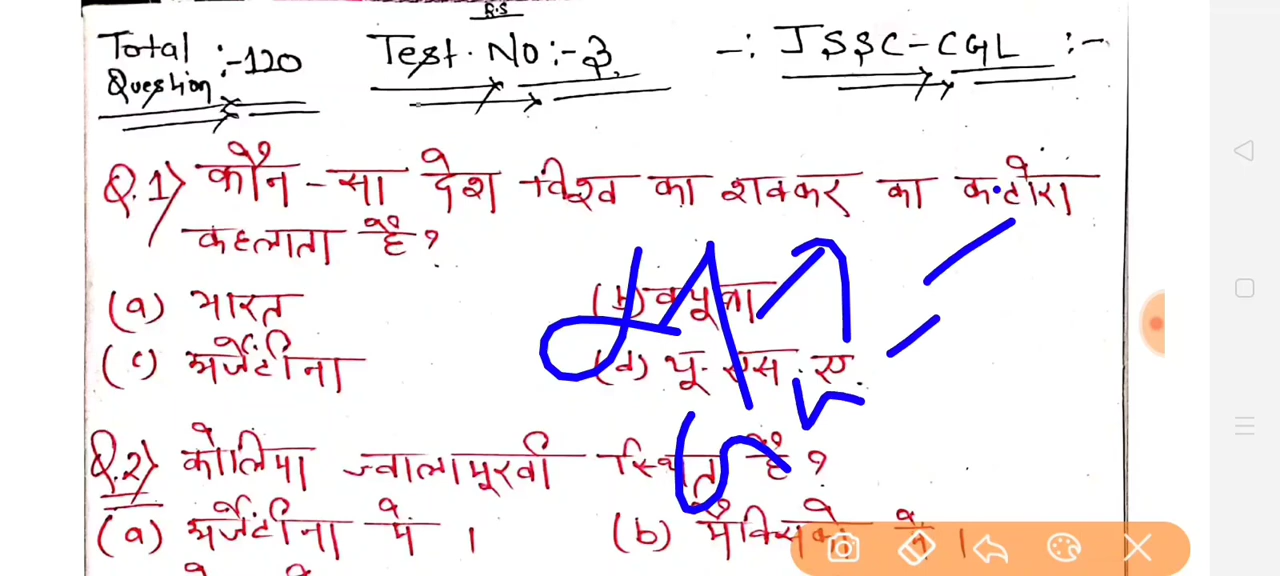 R.S
Total Question :- 120 Test. No :- 3. -: JSSC-CGL :-
Q.1) कौन-सा देश विश्व का शक्कर का कटोरा
कहलाता है?
(a) भारत (b) क्यूबा
(c) अर्जेंटीना (d) यू. एस. ए.
Q.2) कोलिमा ज्वालामूखी स्थित है?
(a) अर्जेंटीना में । (b) मैक्सिको में ।